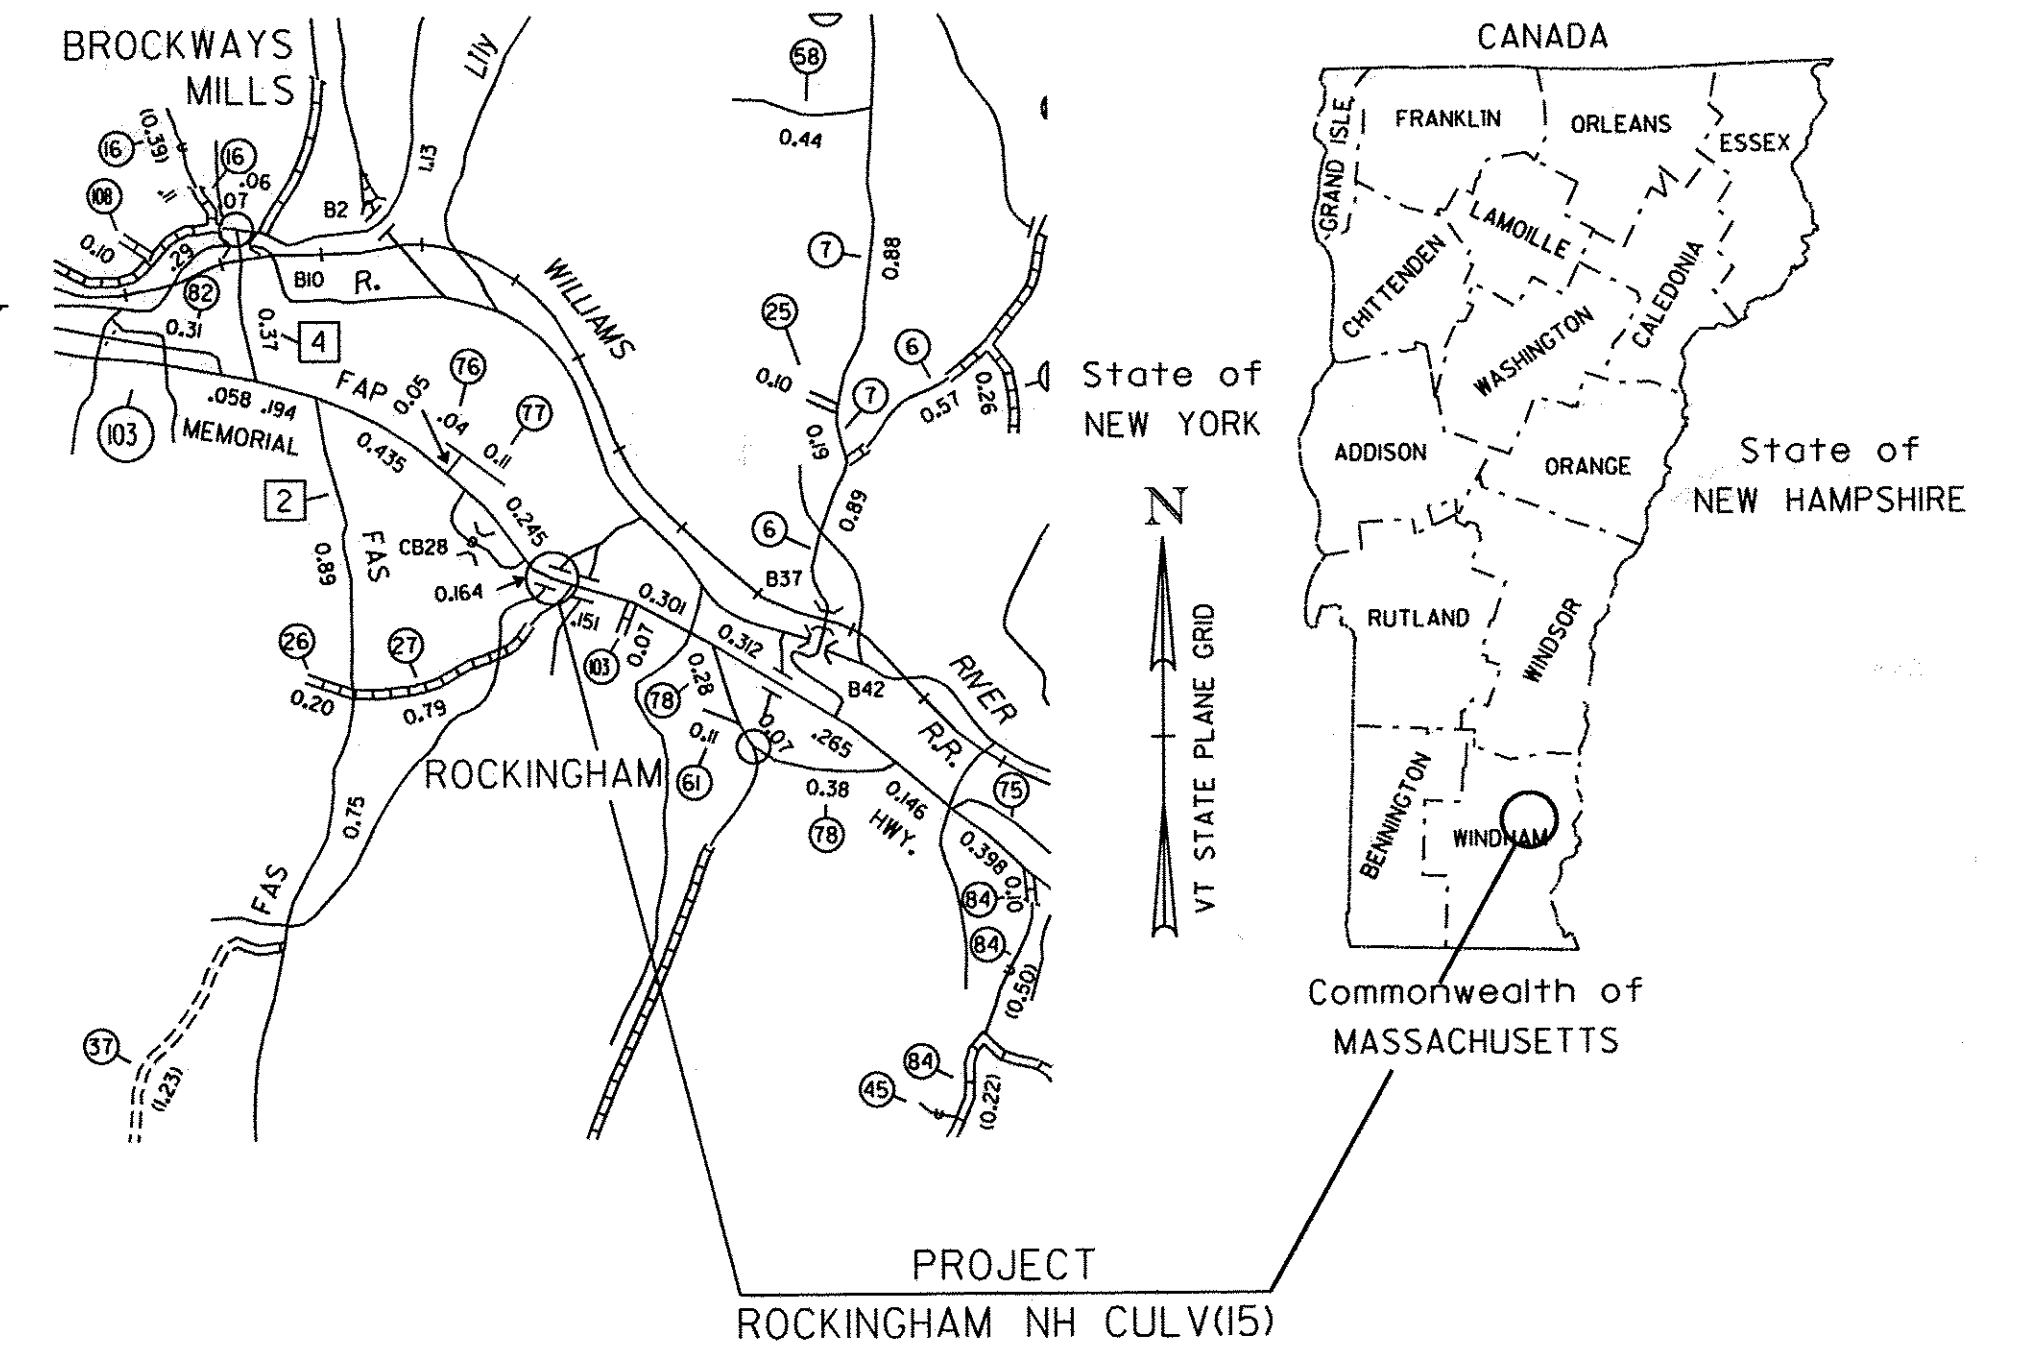 BROCKWAYS
MILLS
Lily
(0.39)
16
16
.06
.07
.11
108
0.10
.29
82
0.31
B2
1.13
B10
R.
WILLIAMS
0.37
4
103
.058
.194
MEMORIAL
FAP
0.05
76
.04
77
0.11
0.435
0.245
2
0.89
FAS
CB28
0.164
26
0.20
27
0.79
.151
103
0.07
0.301
0.312
0.28
78
0.11
61
0.07
.265
0.38
78
0.146
HWY.
ROCKINGHAM
0.75
FAS
37
(1.23)
58
0.44
7
0.88
25
0.10
7
6
0.57
0.26
0.19
0.89
6
B37
B42
RIVER
R.R.
75
0.398
0.10
84
84
(0.50)
84
45
(0.22)
CANADA
GRAND ISLE
FRANKLIN
ORLEANS
ESSEX
LAMOILLE
CHITTENDEN
CALEDONIA
WASHINGTON
State of
NEW YORK
ADDISON
ORANGE
State of
NEW HAMPSHIRE
N
VT STATE PLANE GRID
RUTLAND
WINDSOR
BENNINGTON
WINDHAM
Commonwealth of
MASSACHUSETTS
PROJECT
ROCKINGHAM NH CULV(15)